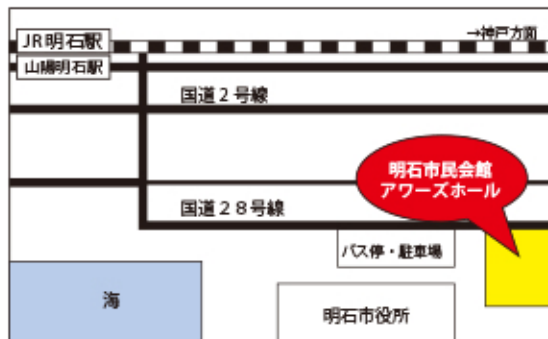 JR明石駅
→神戸方面
山陽明石駅
国道2号線
明石市民会館
アワーズホール
国道28号線
バス停・駐車場
海
明石市役所